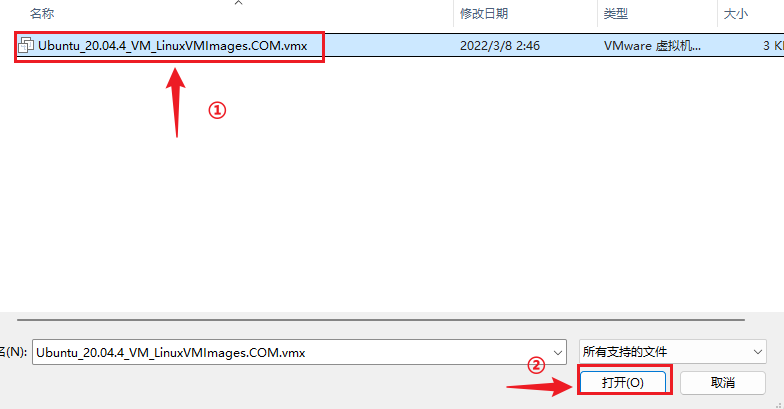 名称 修改日期 类型 大小
Ubuntu_20.04.4_VM_LinuxVMImages.COM.vmx 2022/3/8 2:46 VMware 虚拟机... 3 K
①
名(N): Ubuntu_20.04.4_VM_LinuxVMImages.COM.vmx 所有支持的文件
②
打开(O) 取消